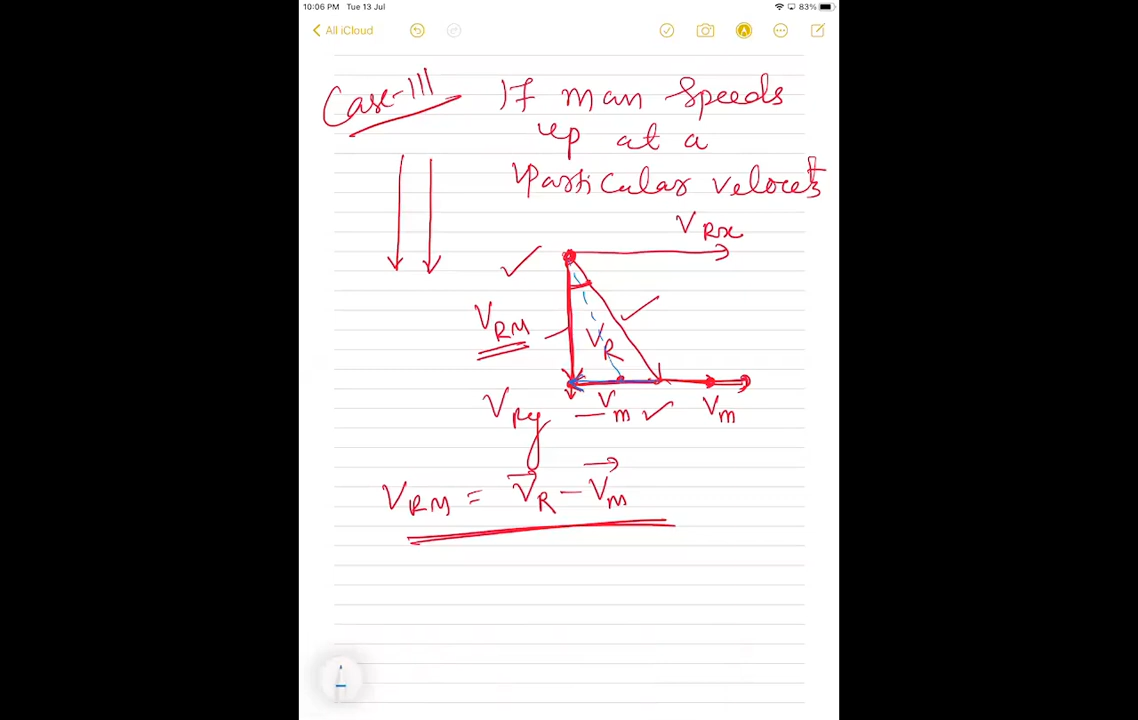 10:06 PM Tue 13 Jul
83%
All iCloud
Case-III If man speeds
up at a
particular velocity
VRx
VRM
VR
VRy -Vm Vm
VRM = VR - Vm